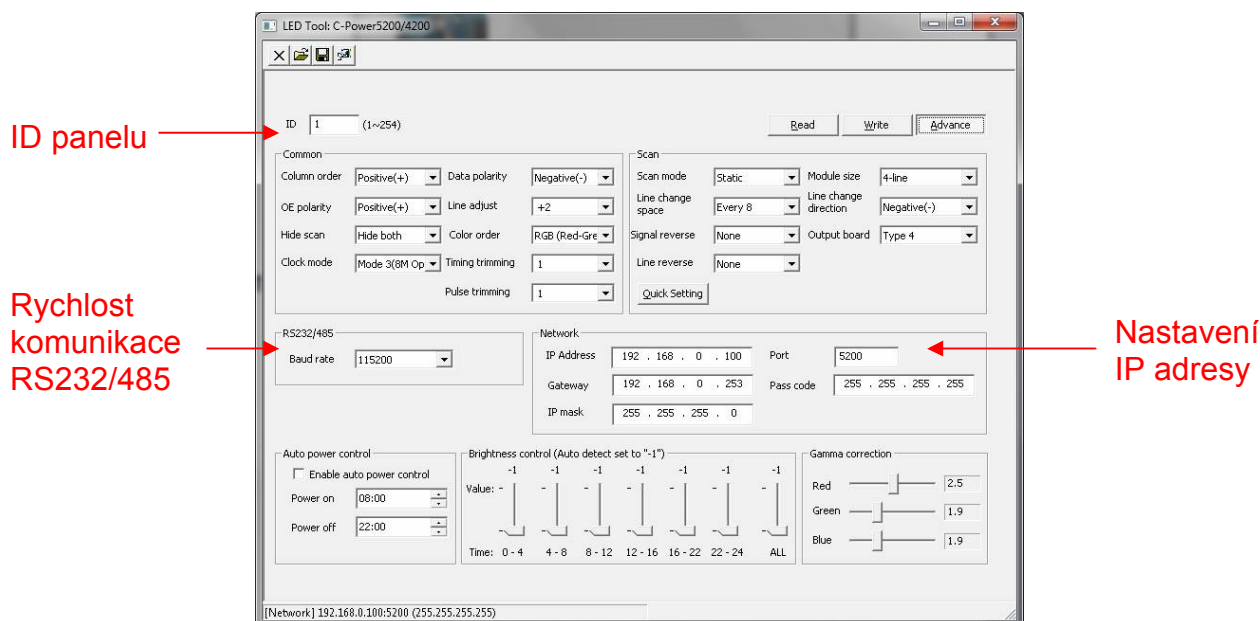 LED Tool: C-Power5200/4200
ID panelu
ID 1 (1~254)
Read Write Advance
Common
Column order Positive(+) Data polarity Negative(-)
OE polarity Positive(+) Line adjust +2
Hide scan Hide both Color order RGB (Red-Gre
Clock mode Mode 3(8M Op Timing trimming 1
Pulse trimming 1
Scan
Scan mode Static Module size 4-line
Line change space Every 8 Line change direction Negative(-)
Signal reverse None Output board Type 4
Line reverse None
Quick Setting
Rychlost
komunikace
RS232/485
RS232/485
Baud rate 115200
Network
IP Address 192 . 168 . 0 . 100 Port 5200
Gateway 192 . 168 . 0 . 253 Pass code 255 . 255 . 255 . 255
IP mask 255 . 255 . 255 . 0
Nastavení
IP adresy
Auto power control
Enable auto power control
Power on 08:00
Power off 22:00
Brightness control (Auto detect set to "-1")
-1 -1 -1 -1 -1 -1 -1
Value: - - - - - - -
- - - - - - -
Time: 0 - 4 4 - 8 8 - 12 12 - 16 16 - 22 22 - 24 ALL
Gamma correction
Red 2.5
Green 1.9
Blue 1.9
[Network] 192.168.0.100:5200 (255.255.255.255)